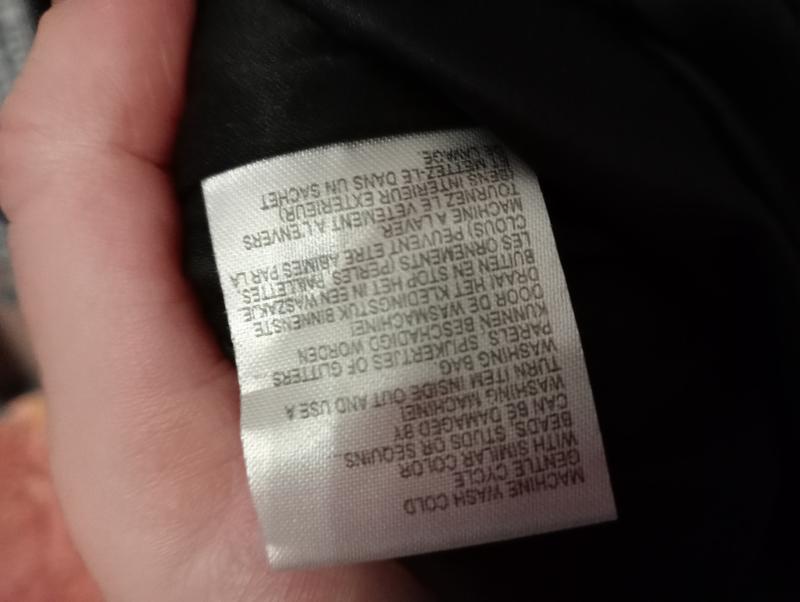 MACHINE WASH COLD
GENTLE CYCLE
WITH SIMILAR COLOR
BEADS, STUDS OR SEQUINS...
CAN BE DAMAGED BY
WASHING MACHINE!
TURN ITEM INSIDE OUT AND USE A
WASHING BAG
PARELS, SPIJKERTJES OF GLITTERS
KUNNEN BESCHADIGD WORDEN
DOOR DE WASMACHINE!
DRAAI HET KLEDINGSTUK BINNENSTE
BUITEN EN STOP HET IN EEN WASZAKJE.
LES ORNEMENTS (PERLES, PAILLETTES,
CLOUS) PEUVENT ETRE ABIMES PAR LA
MACHINE A LAVER
TOURNEZ LE VETEMENT A L'ENVERS
INTERIEUR EXTERIEUR)
METTEZ-LE DANS UN SACHET
LAVAGE